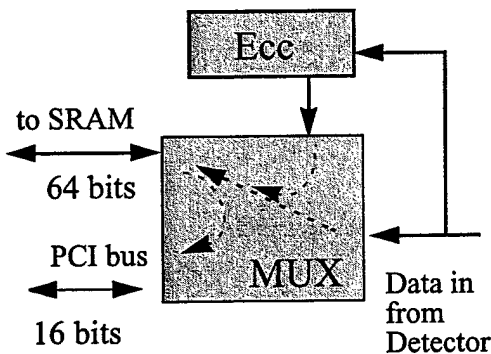 Ecc
to SRAM
64 bits
PCI bus
MUX
16 bits
Data in
from
Detector